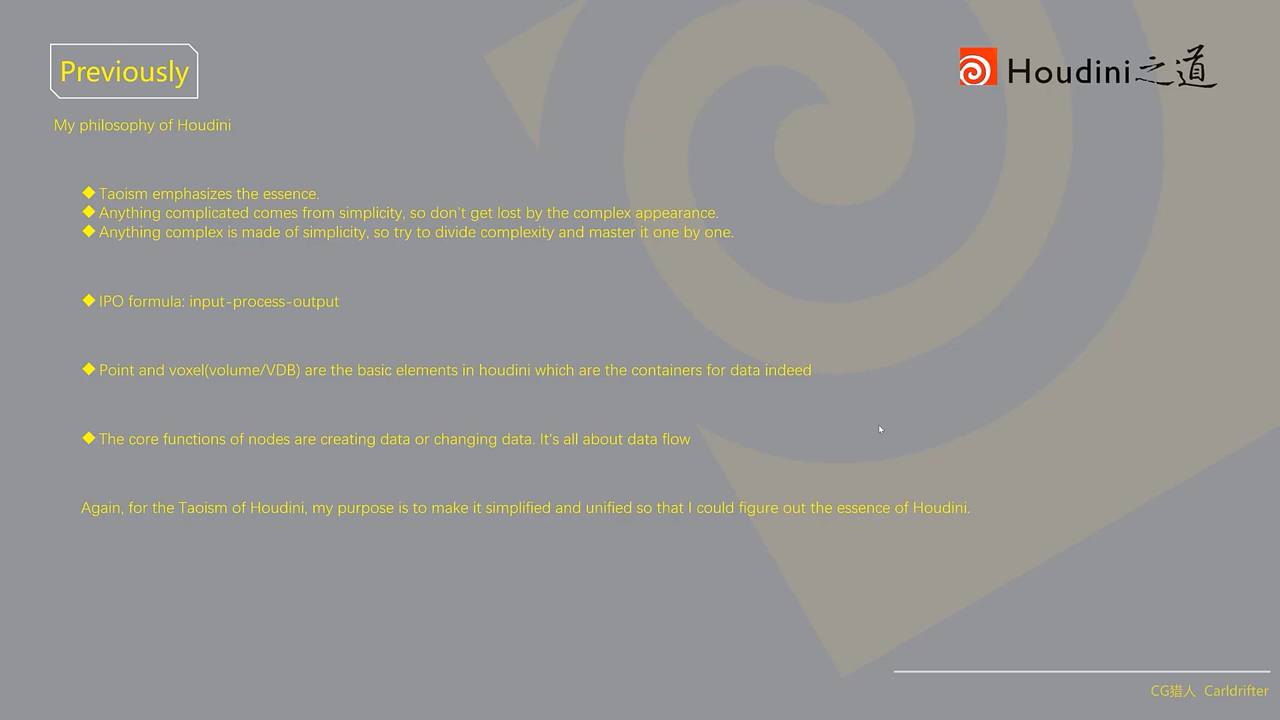 Previously
Houdini之道
My philosophy of Houdini
◆Taoism emphasizes the essence.
◆Anything complicated comes from simplicity, so don't get lost by the complex appearance.
◆Anything complex is made of simplicity, so try to divide complexity and master it one by one.
◆IPO formula: input-process-output
◆Point and voxel(volume/VDB) are the basic elements in houdini which are the containers for data indeed
◆The core functions of nodes are creating data or changing data. It's all about data flow
Again, for the Taoism of Houdini, my purpose is to make it simplified and unified so that I could figure out the essence of Houdini.
CG猎人 Carldrifter